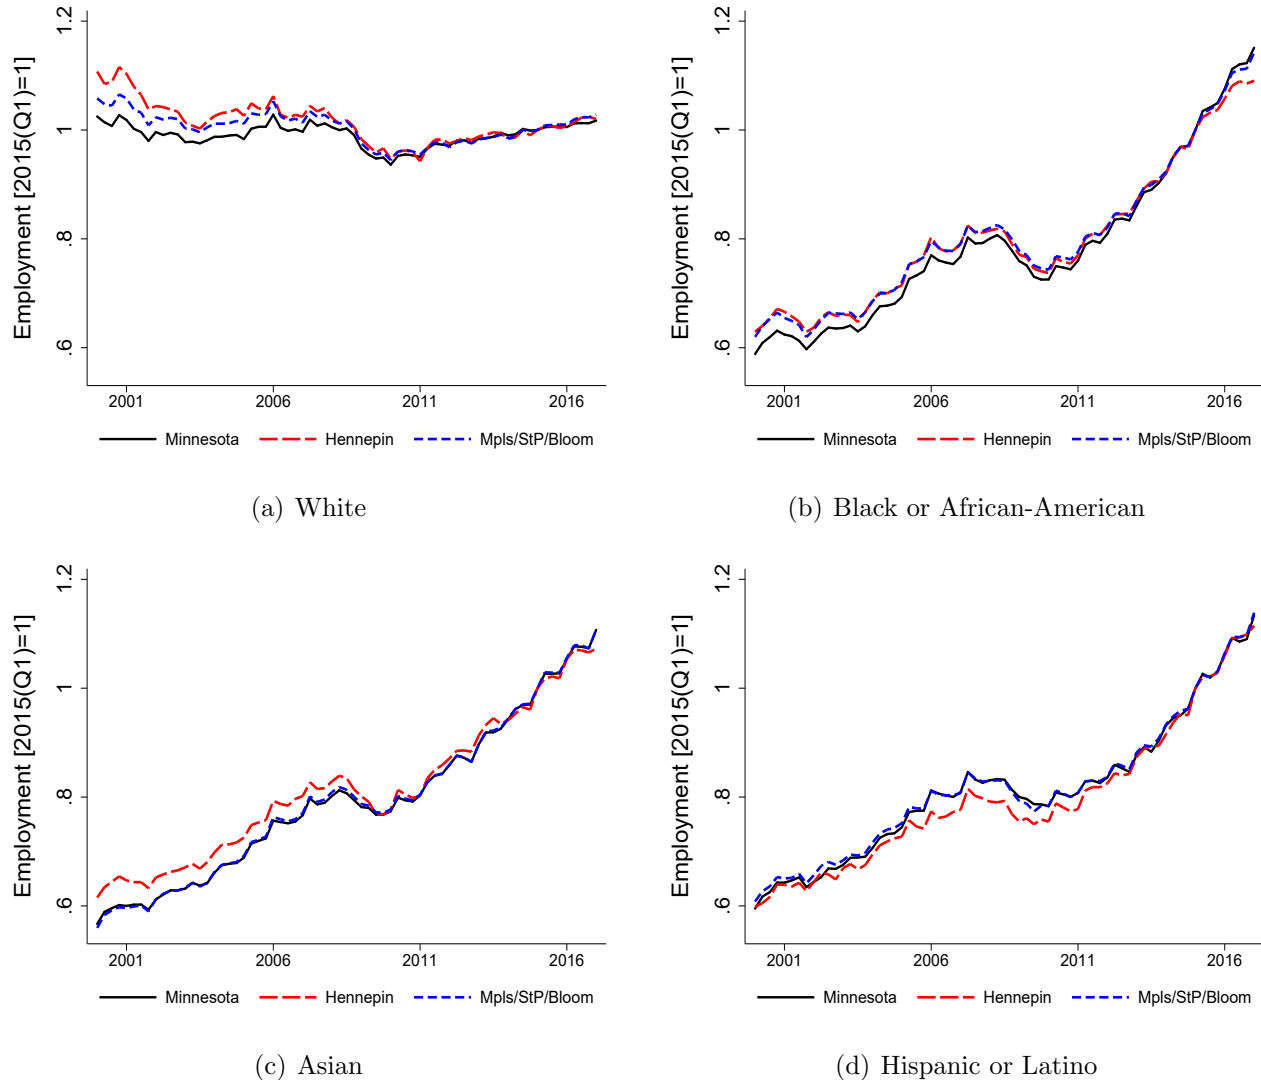 Employment [2015(Q1)=1]
1.2
1
.8
.6
2001 2006 2011 2016
Minnesota Hennepin Mpls/StP/Bloom
(a) White
Employment [2015(Q1)=1]
1.2
1
.8
.6
2001 2006 2011 2016
Minnesota Hennepin Mpls/StP/Bloom
(b) Black or African-American
Employment [2015(Q1)=1]
1.2
1
.8
.6
2001 2006 2011 2016
Minnesota Hennepin Mpls/StP/Bloom
(c) Asian
Employment [2015(Q1)=1]
1.2
1
.8
.6
2001 2006 2011 2016
Minnesota Hennepin Mpls/StP/Bloom
(d) Hispanic or Latino